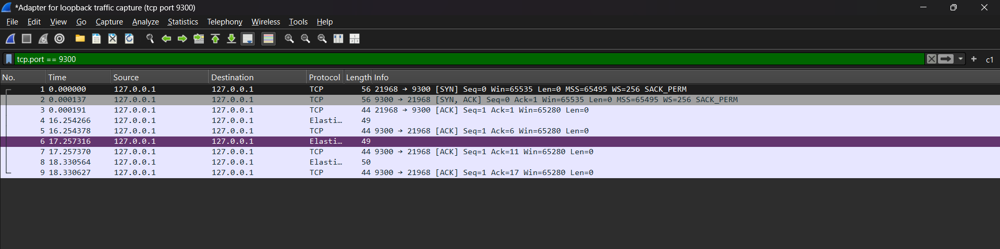 *Adapter for loopback traffic capture (tcp port 9300)
File Edit View Go Capture Analyze Statistics Telephony Wireless Tools Help
tcp.port == 9300 c1
No. Time Source Destination Protocol Length Info
1 0.000000 127.0.0.1 127.0.0.1 TCP 56 21968 → 9300 [SYN] Seq=0 Win=65535 Len=0 MSS=65495 WS=256 SACK_PERM
2 0.000137 127.0.0.1 127.0.0.1 TCP 56 9300 → 21968 [SYN, ACK] Seq=0 Ack=1 Win=65535 Len=0 MSS=65495 WS=256 SACK_PERM
3 0.000191 127.0.0.1 127.0.0.1 TCP 44 21968 → 9300 [ACK] Seq=1 Ack=1 Win=65280 Len=0
4 16.254266 127.0.0.1 127.0.0.1 Elasti… 49
5 16.254378 127.0.0.1 127.0.0.1 TCP 44 9300 → 21968 [ACK] Seq=1 Ack=6 Win=65280 Len=0
6 17.257316 127.0.0.1 127.0.0.1 Elasti… 49
7 17.257370 127.0.0.1 127.0.0.1 TCP 44 9300 → 21968 [ACK] Seq=1 Ack=11 Win=65280 Len=0
8 18.330564 127.0.0.1 127.0.0.1 Elasti… 50
9 18.330627 127.0.0.1 127.0.0.1 TCP 44 9300 → 21968 [ACK] Seq=1 Ack=17 Win=65280 Len=0